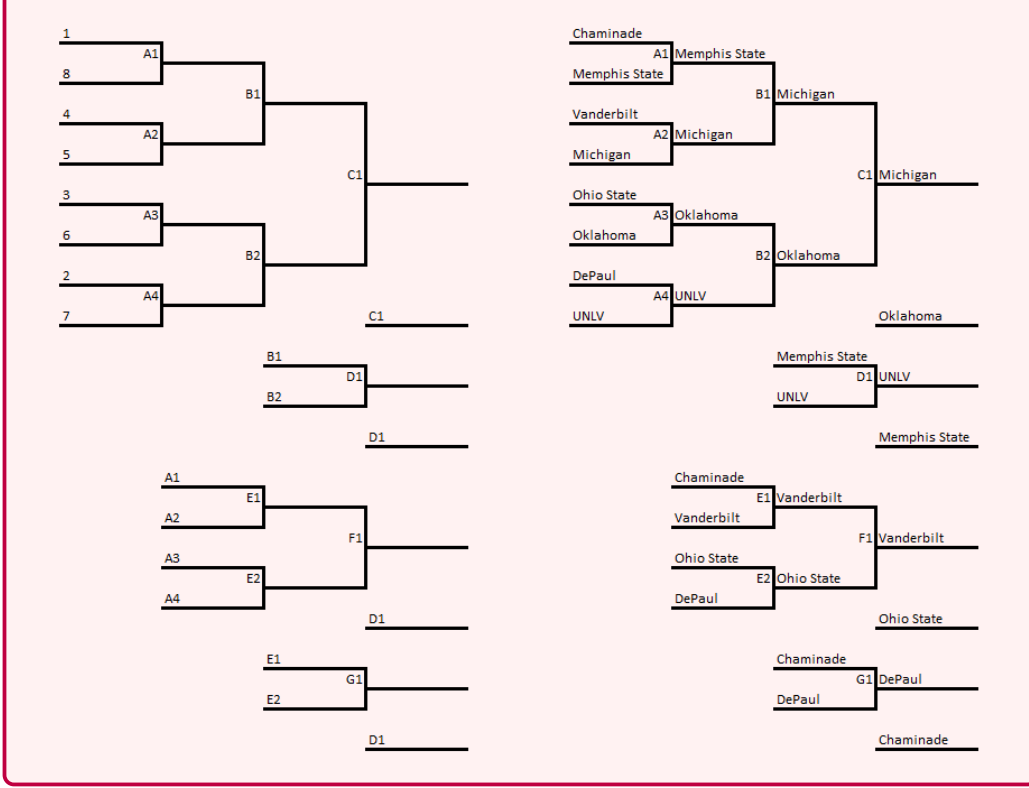 1
A1
8
B1
4
A2
5
C1
3
A3
6
B2
2
A4
7
C1
B1
D1
B2
D1
A1
E1
A2
F1
A3
E2
A4
D1
E1
G1
E2
D1
Chaminade
A1 Memphis State
Memphis State
B1 Michigan
Vanderbilt
A2 Michigan
Michigan
C1 Michigan
Ohio State
A3 Oklahoma
Oklahoma
B2 Oklahoma
DePaul
A4 UNLV
UNLV
Oklahoma
Memphis State
D1 UNLV
UNLV
Memphis State
Chaminade
E1 Vanderbilt
Vanderbilt
F1 Vanderbilt
Ohio State
E2 Ohio State
DePaul
Ohio State
Chaminade
G1 DePaul
DePaul
Chaminade